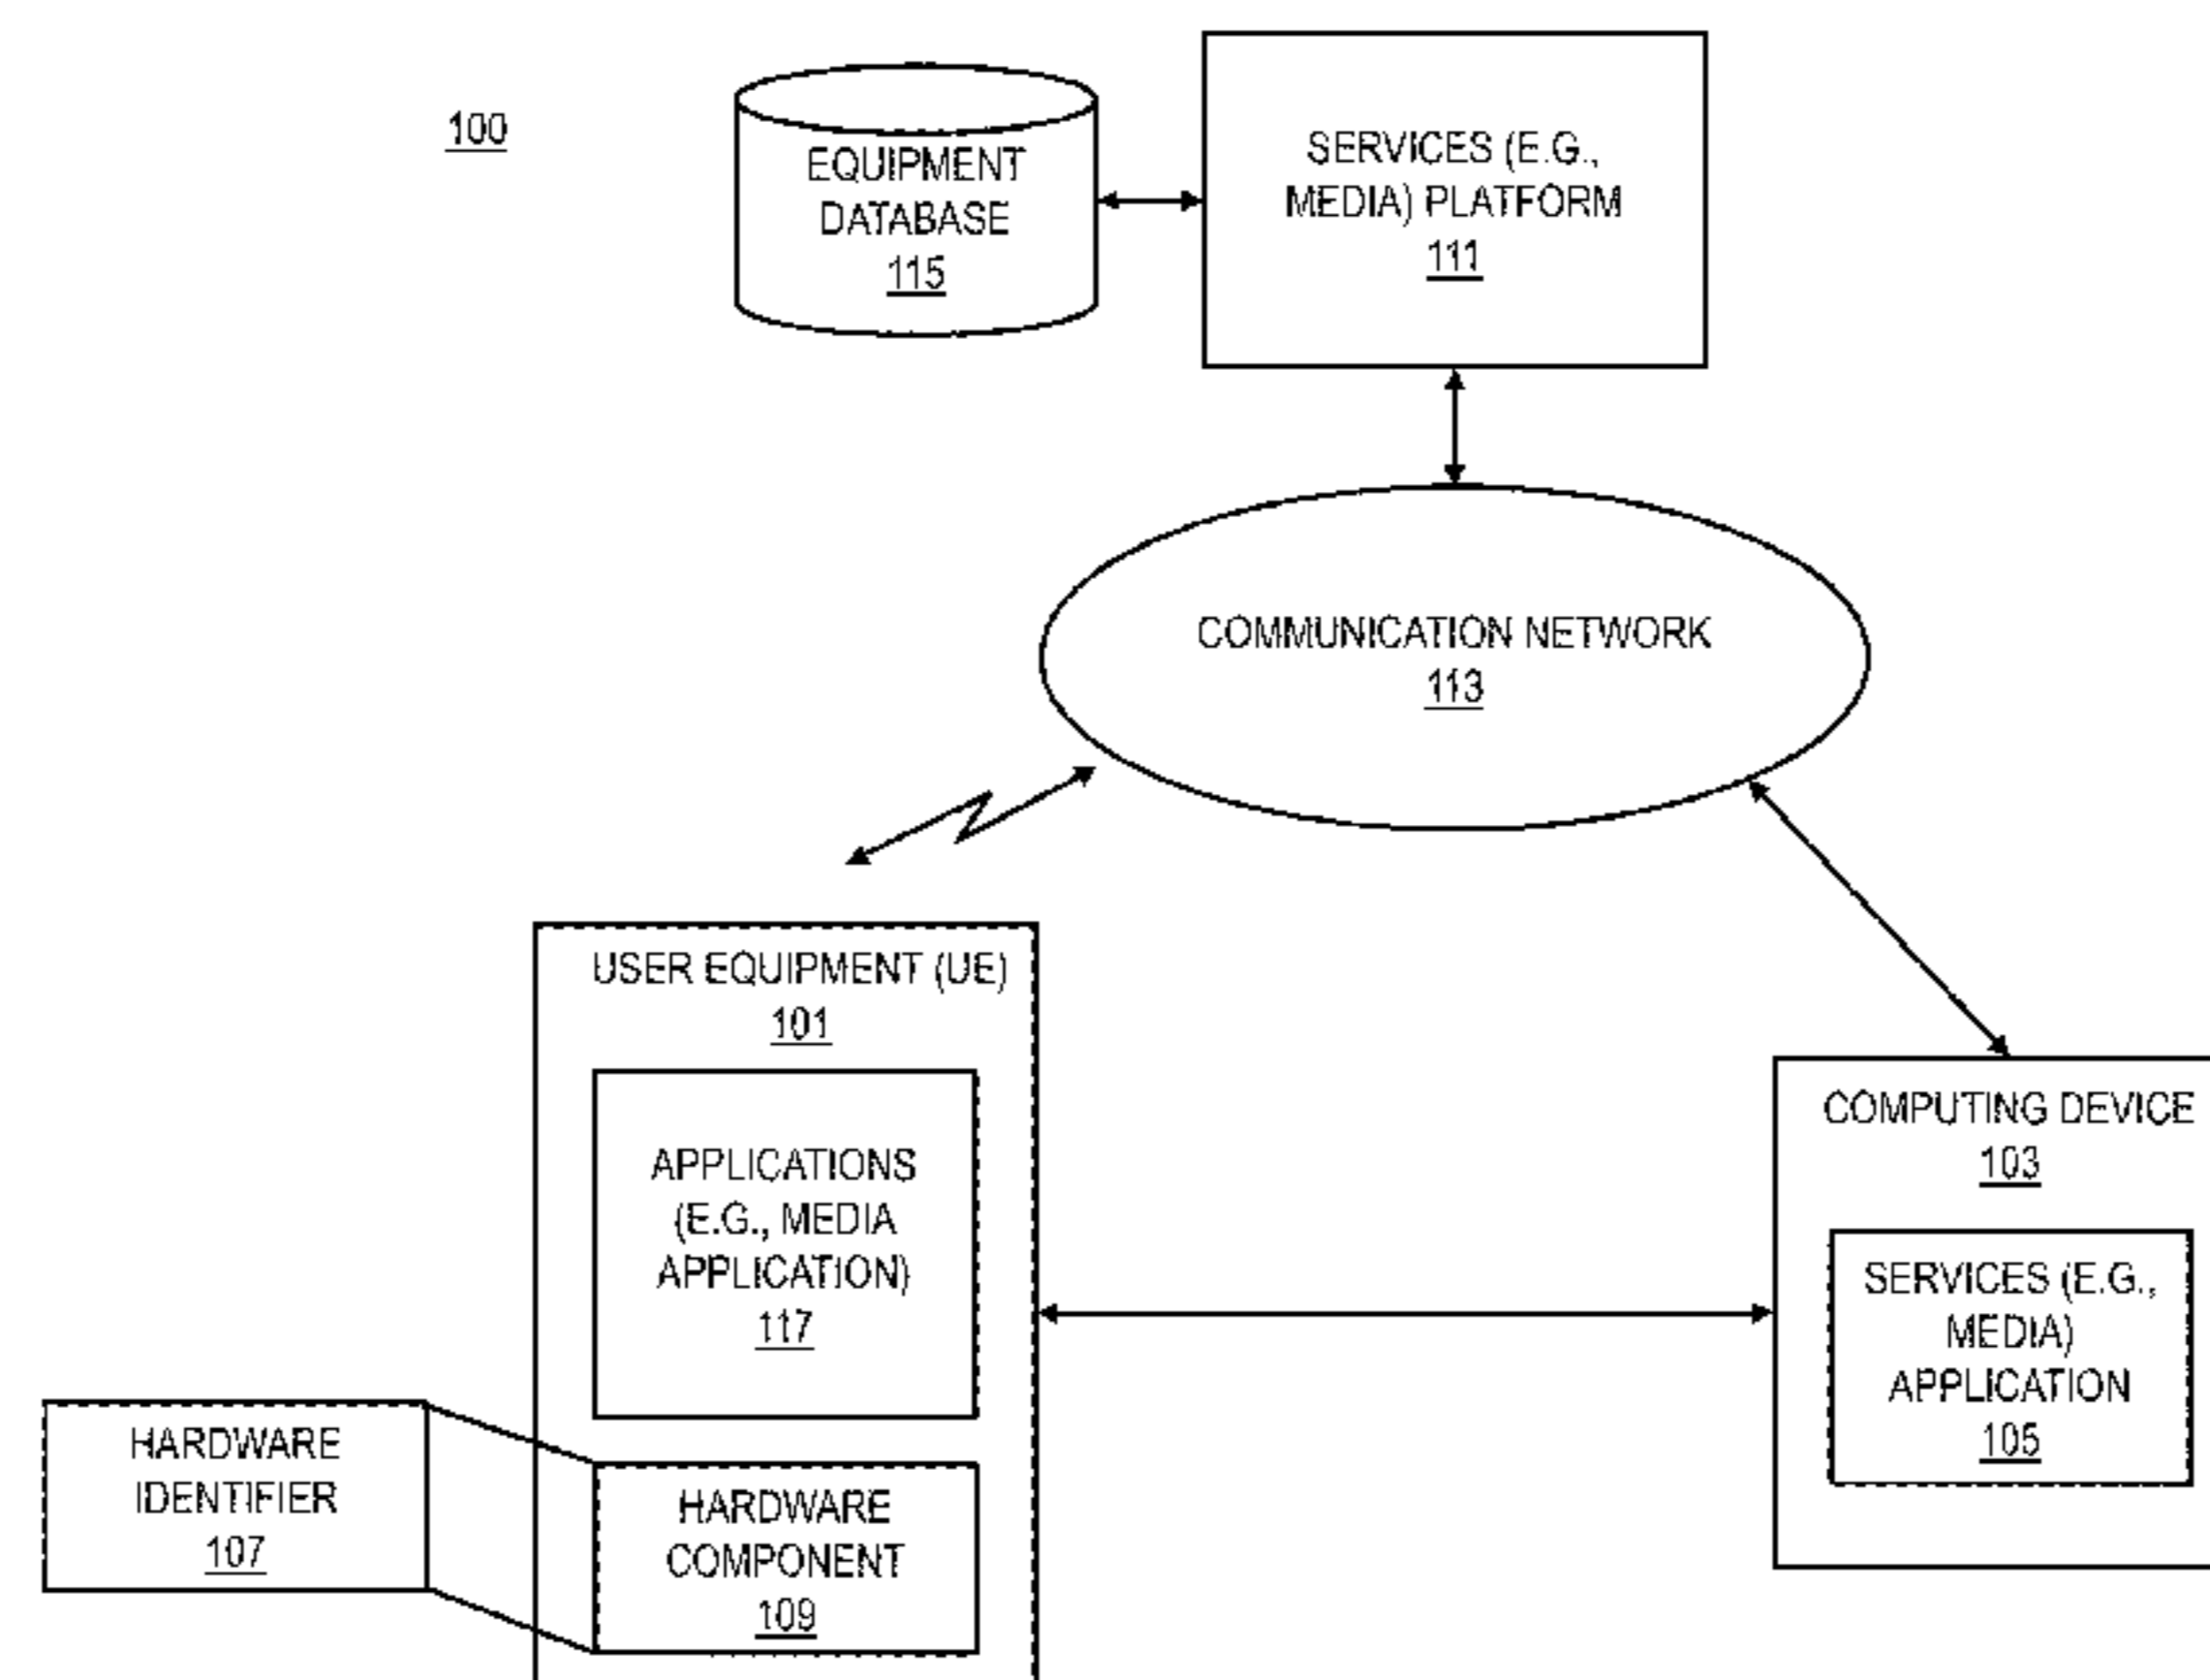 100
EQUIPMENT
DATABASE
115
SERVICES (E.G.,
MEDIA) PLATFORM
111
COMMUNICATION NETWORK
113
USER EQUIPMENT (UE)
101
APPLICATIONS
(E.G., MEDIA
APPLICATION)
117
HARDWARE
IDENTIFIER
107
HARDWARE
COMPONENT
109
COMPUTING DEVICE
103
SERVICES (E.G.,
MEDIA)
APPLICATION
105